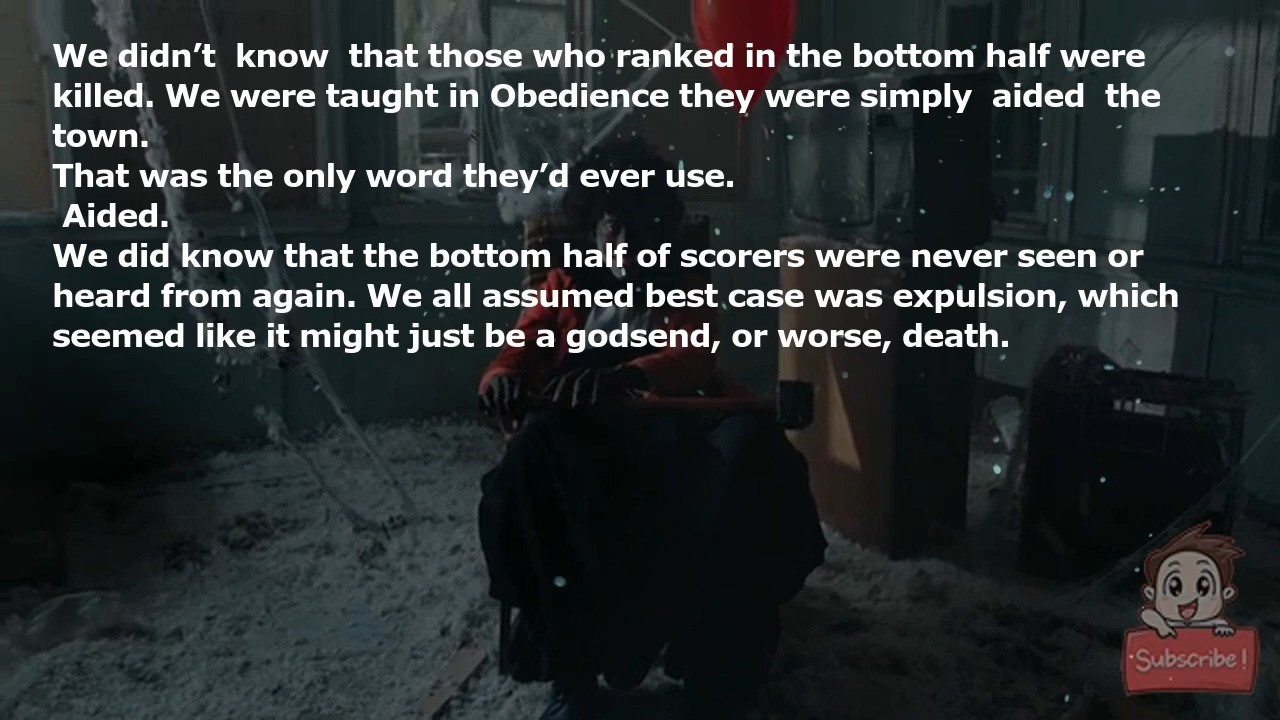 We didn’t  know  that those who ranked in the bottom half were
killed. We were taught in Obedience they were simply  aided  the
town.
That was the only word they’d ever use.
 Aided.
We did know that the bottom half of scorers were never seen or
heard from again. We all assumed best case was expulsion, which
seemed like it might just be a godsend, or worse, death.
Subscribe!